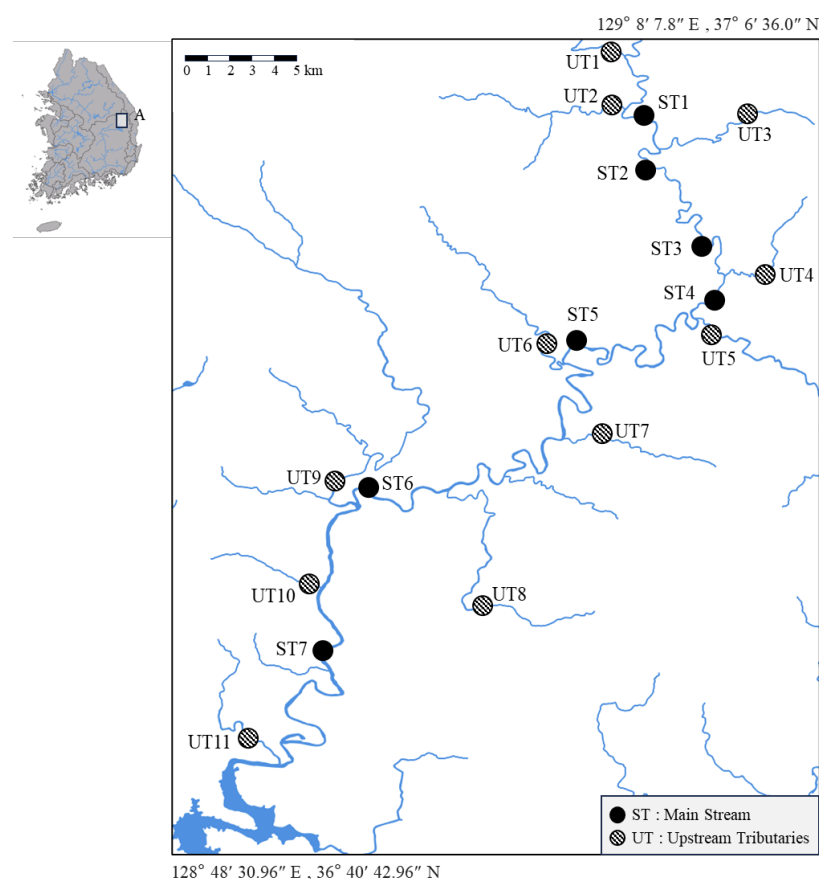 129° 8′ 7.8″ E , 37° 6′ 36.0″ N
A
0 1 2 3 4 5 km
UT1
UT2
ST1
UT3
ST2
ST3
UT4
ST4
ST5
UT6
UT5
UT7
UT9
ST6
UT10
UT8
ST7
UT11
ST : Main Stream
UT : Upstream Tributaries
128° 48′ 30.96″ E , 36° 40′ 42.96″ N